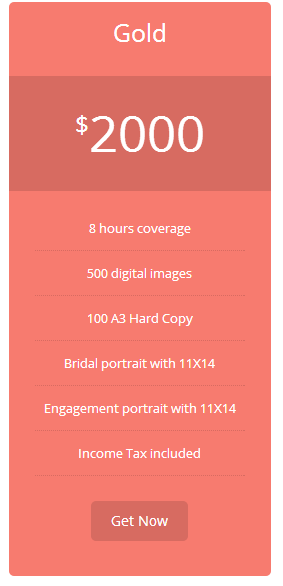 Gold
$2000
8 hours coverage
500 digital images
100 A3 Hard Copy
Bridal portrait with 11X14
Engagement portrait with 11X14
Income Tax included
Get Now